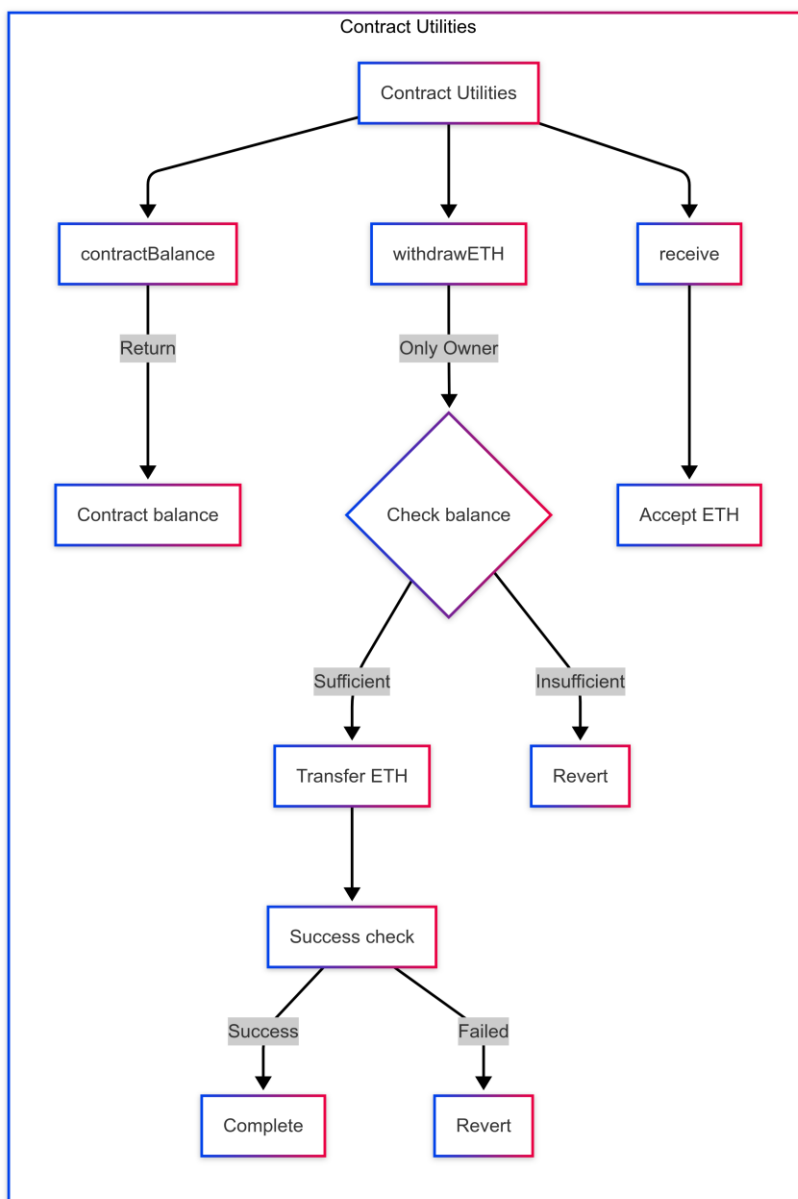 Contract Utilities
Contract Utilities
contractBalance
withdrawETH
receive
Return
Only Owner
Contract balance
Check balance
Accept ETH
Sufficient
Insufficient
Transfer ETH
Revert
Success check
Success
Failed
Complete
Revert